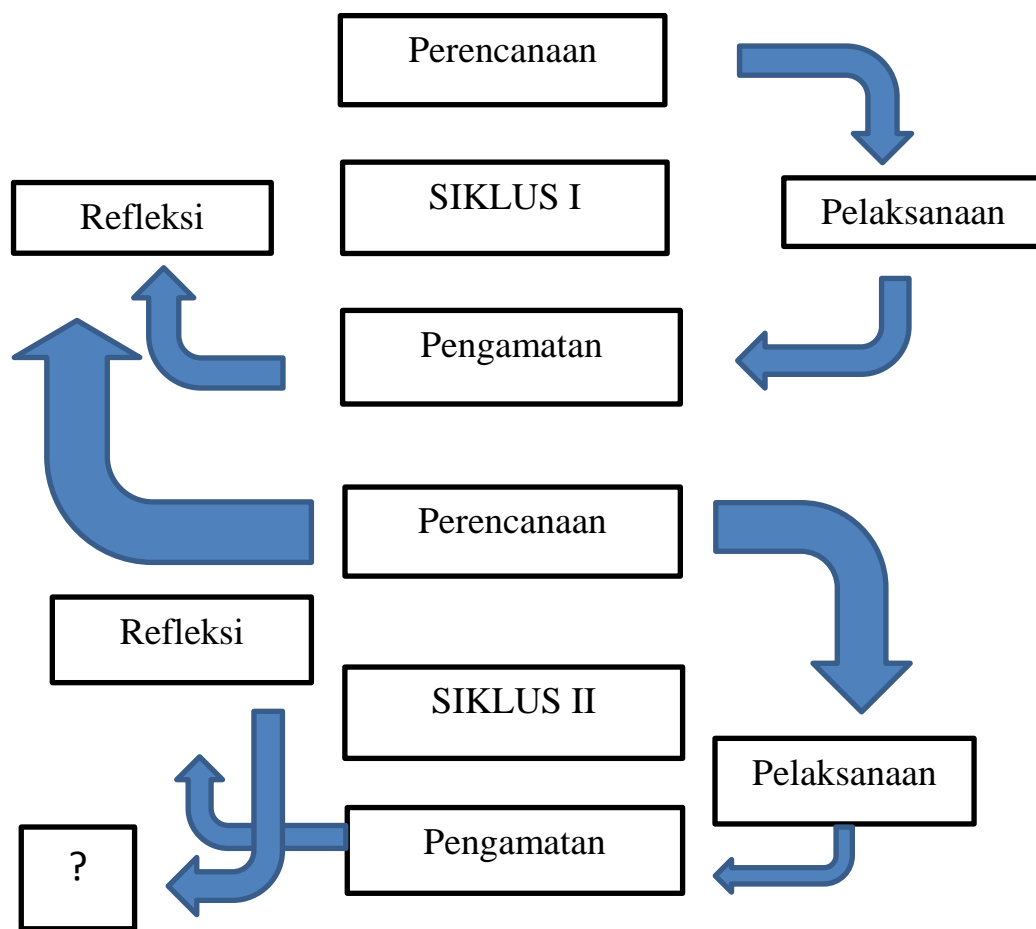 Perencanaan
SIKLUS I
Refleksi
Pelaksanaan
Pengamatan
Perencanaan
Refleksi
SIKLUS II
Pelaksanaan
Pengamatan
?